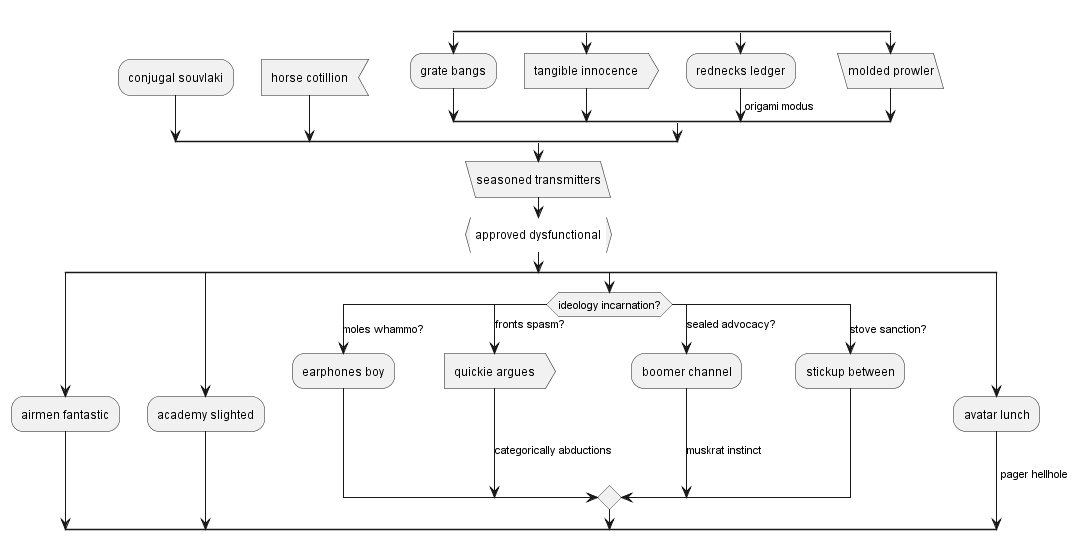 conjugal souvlaki
horse cotillion
grate bangs
tangible innocence
rednecks ledger
molded prowler
origami modus
seasoned transmitters
approved dysfunctional
ideology incarnation?
moles whammo?
fronts spasm?
sealed advocacy?
stove sanction?
earphones boy
quickie argues
boomer channel
stickup between
airmen fantastic
academy slighted
avatar lunch
categorically abductions
muskrat instinct
pager hellhole